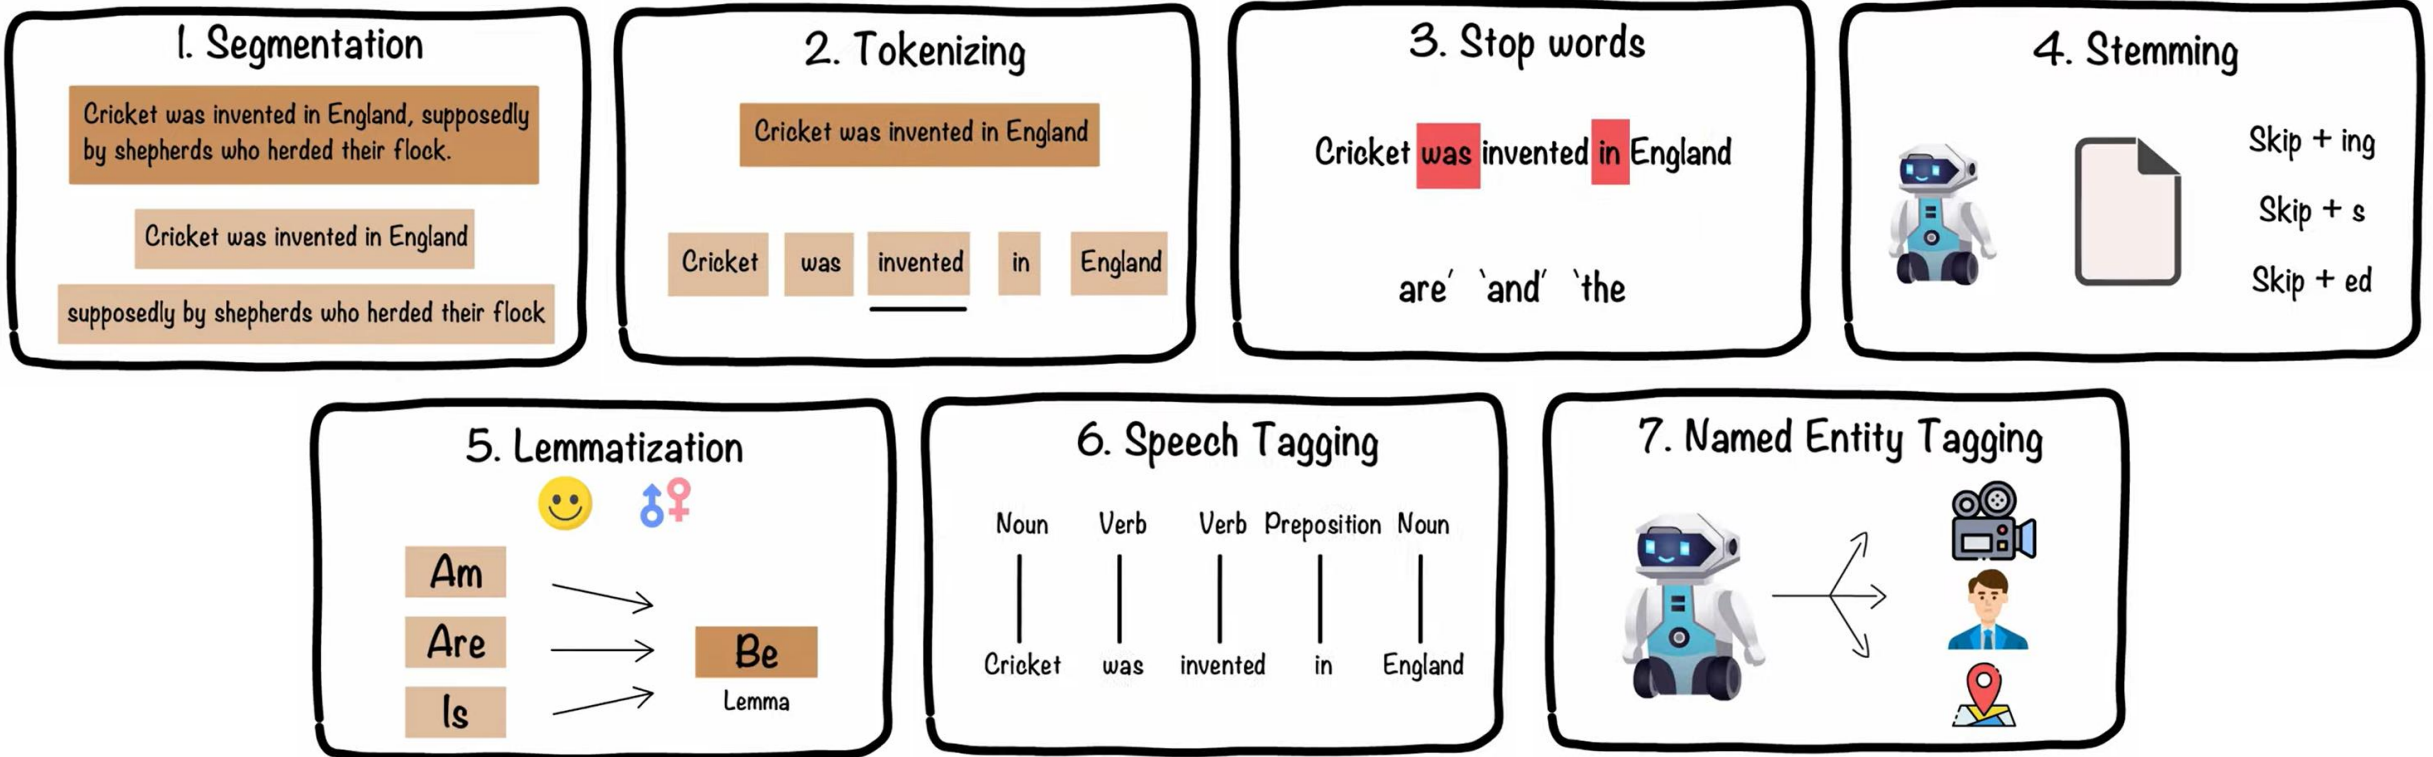 1. Segmentation
Cricket was invented in England, supposedly
by shepherds who herded their flock.
Cricket was invented in England
supposedly by shepherds who herded their flock
2. Tokenizing
Cricket was invented in England
Cricket was invented in England
3. Stop words
Cricket was invented in England
are' 'and' 'the
4. Stemming
Skip + ing
Skip + s
Skip + ed
5. Lemmatization
Am
Are
Is
Be
Lemma
6. Speech Tagging
Noun Verb Verb Preposition Noun
Cricket was invented in England
7. Named Entity Tagging